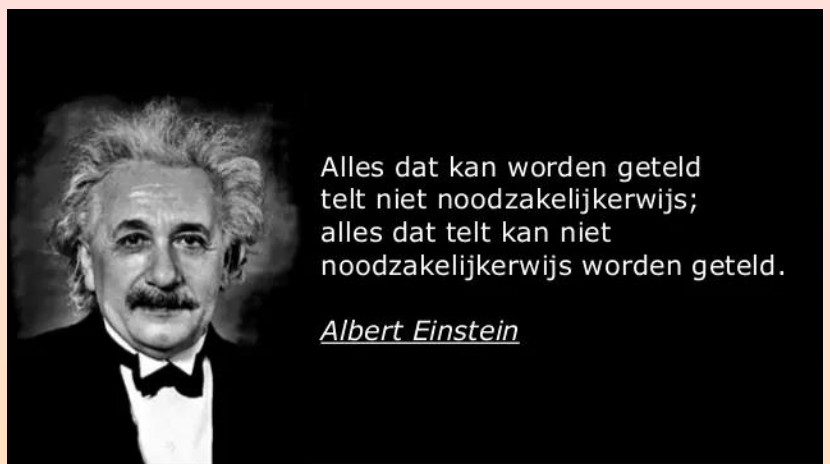 Alles dat kan worden geteld
telt niet noodzakelijkerwijs;
alles dat telt kan niet
noodzakelijkerwijs worden geteld.
Albert Einstein